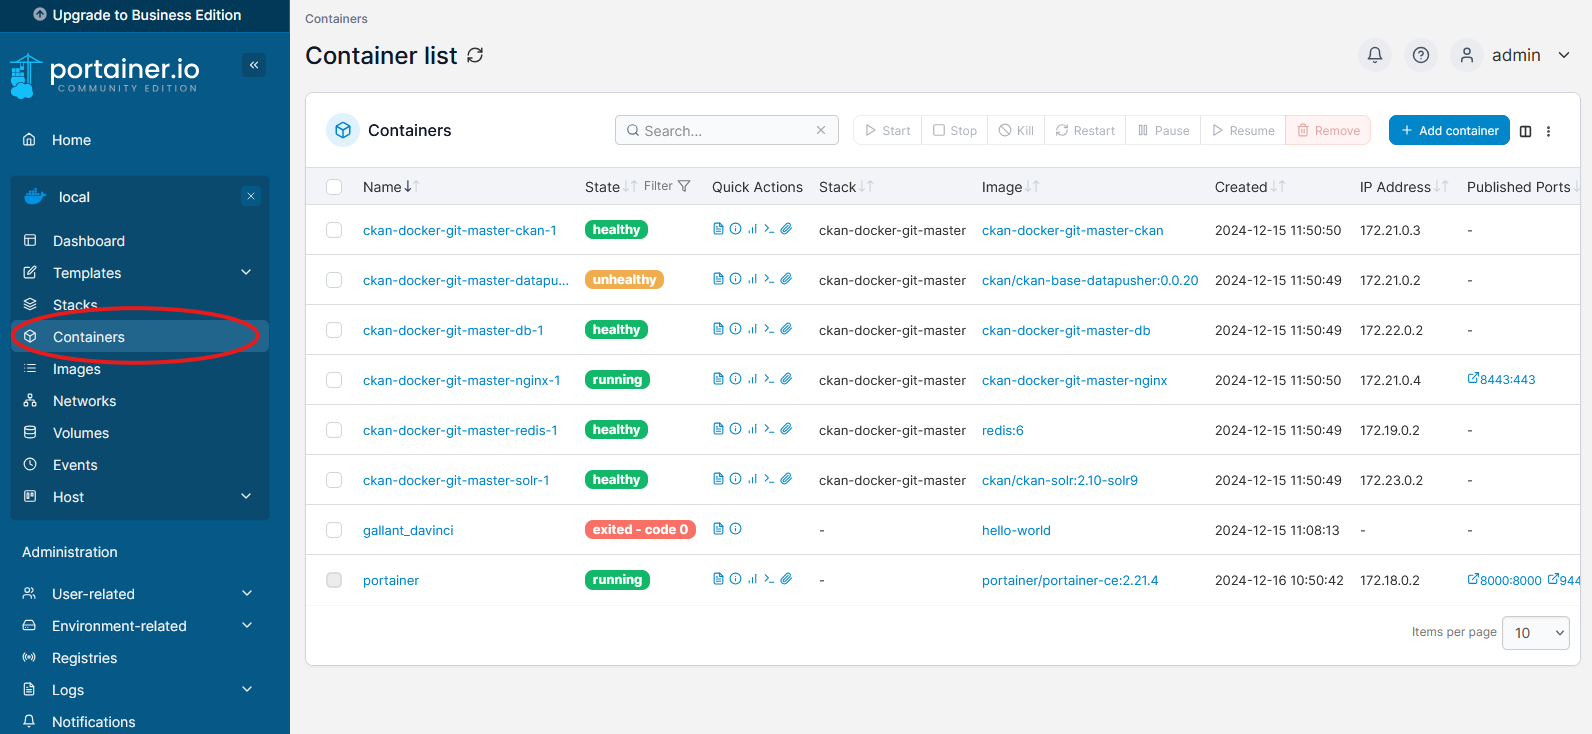 Upgrade to Business Edition
portainer.io
COMMUNITY EDITION
Home
local
Dashboard
Templates
Stacks
Containers
Images
Networks
Volumes
Events
Host
Administration
User-related
Environment-related
Registries
Logs
Notifications
Containers
Container list
admin
Containers
Search...
Start Stop Kill Restart Pause Resume Remove
Add container
Name State Filter Quick Actions Stack Image Created IP Address Published Ports
ckan-docker-git-master-ckan-1 healthy ckan-docker-git-master ckan-docker-git-master-ckan 2024-12-15 11:50:50 172.21.0.3 -
ckan-docker-git-master-datapu... unhealthy ckan-docker-git-master ckan/ckan-base-datapusher:0.0.20 2024-12-15 11:50:49 172.21.0.2 -
ckan-docker-git-master-db-1 healthy ckan-docker-git-master ckan-docker-git-master-db 2024-12-15 11:50:49 172.22.0.2 -
ckan-docker-git-master-nginx-1 running ckan-docker-git-master ckan-docker-git-master-nginx 2024-12-15 11:50:50 172.21.0.4 8443:443
ckan-docker-git-master-redis-1 healthy ckan-docker-git-master redis:6 2024-12-15 11:50:49 172.19.0.2 -
ckan-docker-git-master-solr-1 healthy ckan-docker-git-master ckan/ckan-solr:2.10-solr9 2024-12-15 11:50:49 172.23.0.2 -
gallant_davinci exited - code 0 - hello-world 2024-12-15 11:08:13 - -
portainer running - portainer/portainer-ce:2.21.4 2024-12-16 10:50:42 172.18.0.2 8000:8000 944
Items per page 10